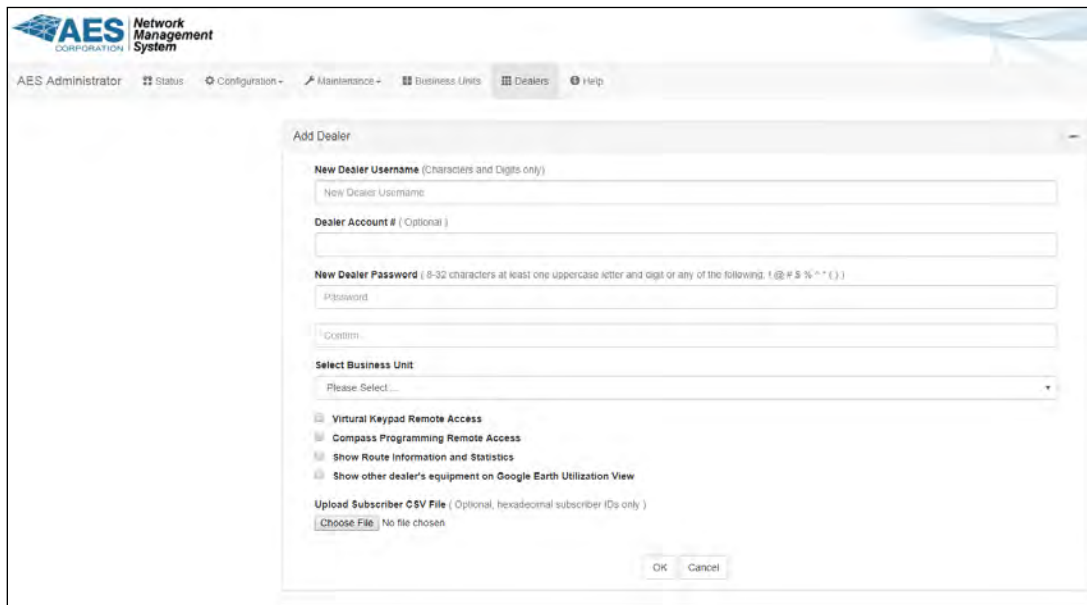 AES
CORPORATION
Network
Management
System
AES Administrator Status Configuration Maintenance Business Units Dealers Help
Add Dealer
New Dealer Username (Characters and Digits only)
New Dealer Username
Dealer Account # ( Optional )
New Dealer Password ( 8-32 characters at least one uppercase letter and digit or any of the following, ! @ # $ % ^ * ( ) )
Password
Confirm
Select Business Unit
Please Select ...
Virtural Keypad Remote Access
Compass Programming Remote Access
Show Route Information and Statistics
Show other dealer's equipment on Google Earth Utilization View
Upload Subscriber CSV File ( Optional, hexadecimal subscriber IDs only )
Choose File No file chosen
OK Cancel